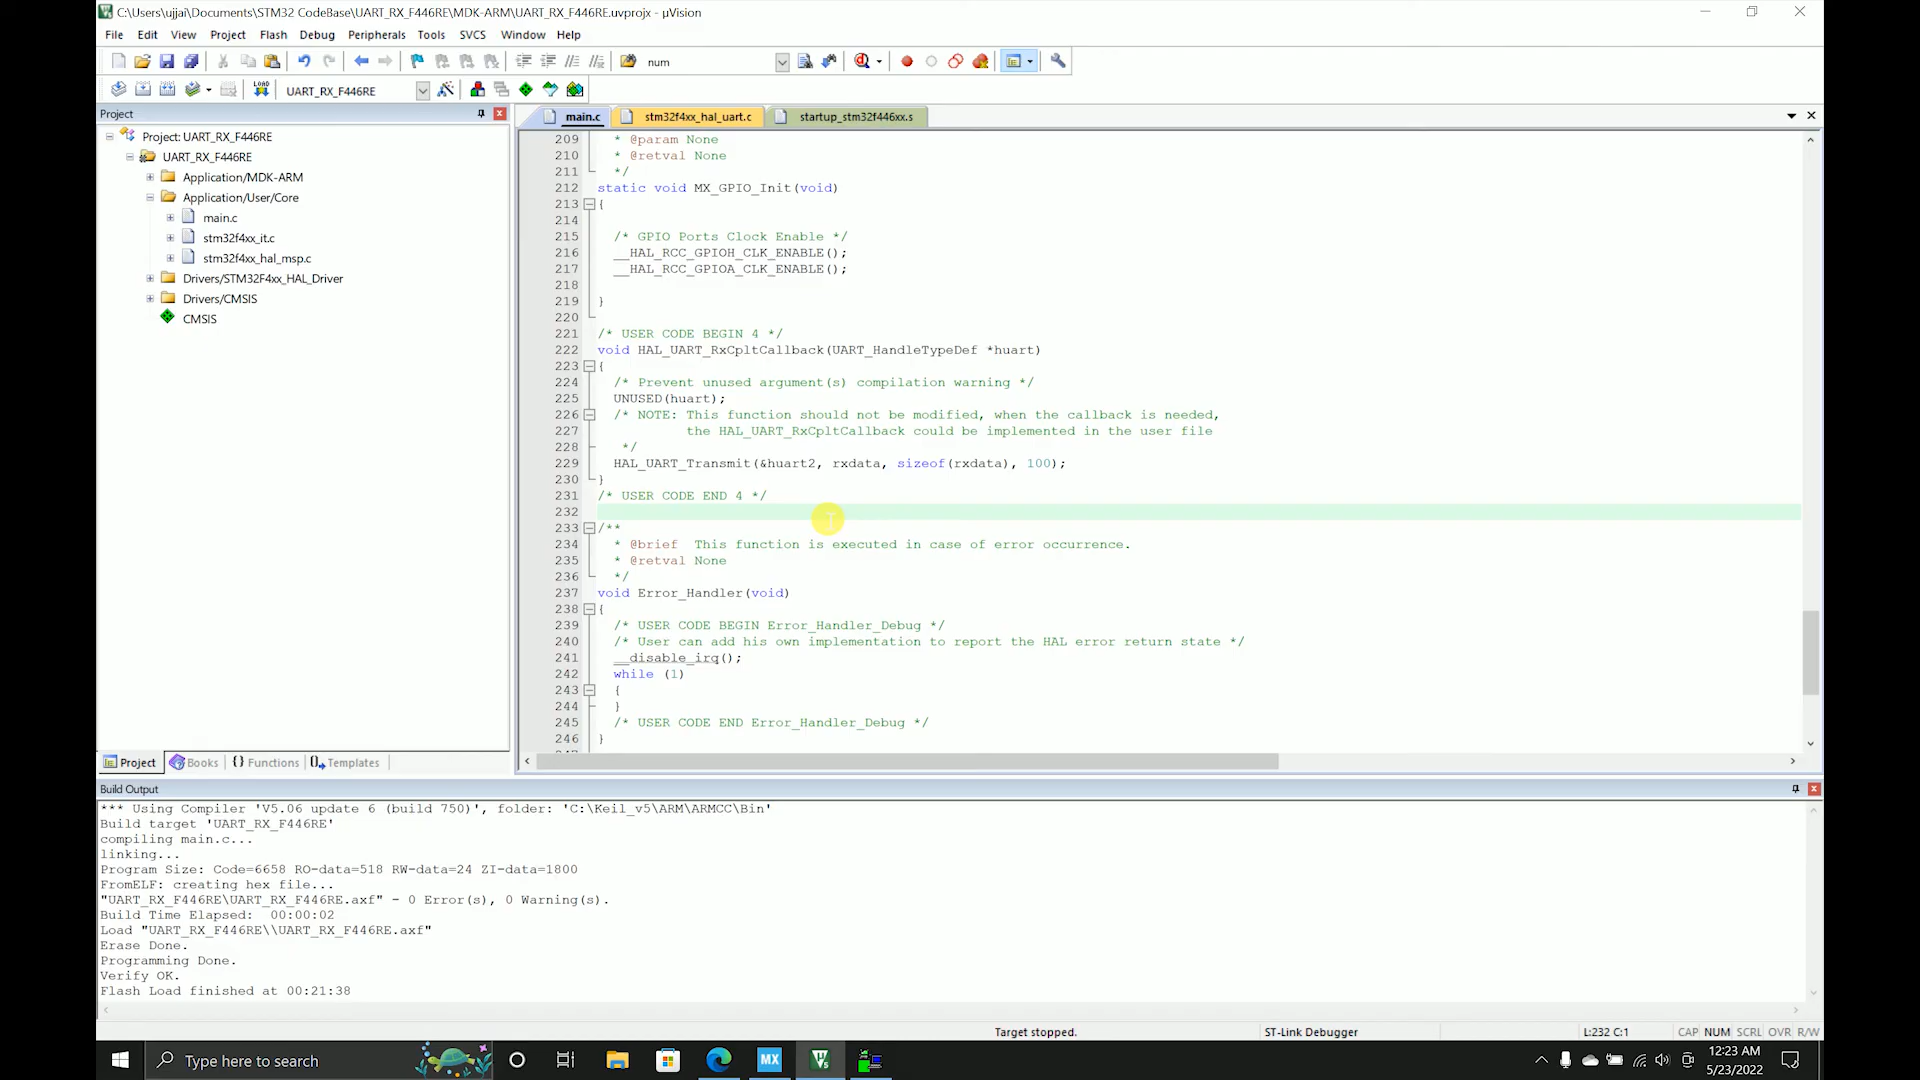 C:\Users\ujjai\Documents\STM32 CodeBase\UART_RX_F446RE\MDK-ARM\UART_RX_F446RE.uvprojx - µVision
File Edit View Project Flash Debug Peripherals Tools SVCS Window Help
num
LOAD UART_RX_F446RE
Project
Project: UART_RX_F446RE
UART_RX_F446RE
Application/MDK-ARM
Application/User/Core
main.c
stm32f4xx_it.c
stm32f4xx_hal_msp.c
Drivers/STM32F4xx_HAL_Driver
Drivers/CMSIS
CMSIS
Project Books {} Functions Templates
main.c stm32f4xx_hal_uart.c startup_stm32f446xx.s
209 * @param None
210 * @retval None
211 */
212 static void MX_GPIO_Init(void)
213 {
214
215 /* GPIO Ports Clock Enable */
216 __HAL_RCC_GPIOH_CLK_ENABLE();
217 __HAL_RCC_GPIOA_CLK_ENABLE();
218
219 }
220
221 /* USER CODE BEGIN 4 */
222 void HAL_UART_RxCpltCallback(UART_HandleTypeDef *huart)
223 {
224 /* Prevent unused argument(s) compilation warning */
225 UNUSED(huart);
226 /* NOTE: This function should not be modified, when the callback is needed,
227 the HAL_UART_RxCpltCallback could be implemented in the user file
228 */
229 HAL_UART_Transmit(&huart2, rxdata, sizeof(rxdata), 100);
230 }
231 /* USER CODE END 4 */
232
233 /**
234 * @brief  This function is executed in case of error occurrence.
235 * @retval None
236 */
237 void Error_Handler(void)
238 {
239 /* USER CODE BEGIN Error_Handler_Debug */
240 /* User can add his own implementation to report the HAL error return state */
241 __disable_irq();
242 while (1)
243 {
244 }
245 /* USER CODE END Error_Handler_Debug */
246 }
Build Output
*** Using Compiler 'V5.06 update 6 (build 750)', folder: 'C:\Keil_v5\ARM\ARMCC\Bin'
Build target 'UART_RX_F446RE'
compiling main.c...
linking...
Program Size: Code=6658 RO-data=518 RW-data=24 ZI-data=1800
FromELF: creating hex file...
"UART_RX_F446RE\UART_RX_F446RE.axf" - 0 Error(s), 0 Warning(s).
Build Time Elapsed:  00:00:02
Load "UART_RX_F446RE\\UART_RX_F446RE.axf"
Erase Done.
Programming Done.
Verify OK.
Flash Load finished at 00:21:38
Target stopped. ST-Link Debugger L:232 C:1 CAP NUM SCRL OVR R/W
Type here to search
MX
12:23 AM
5/23/2022